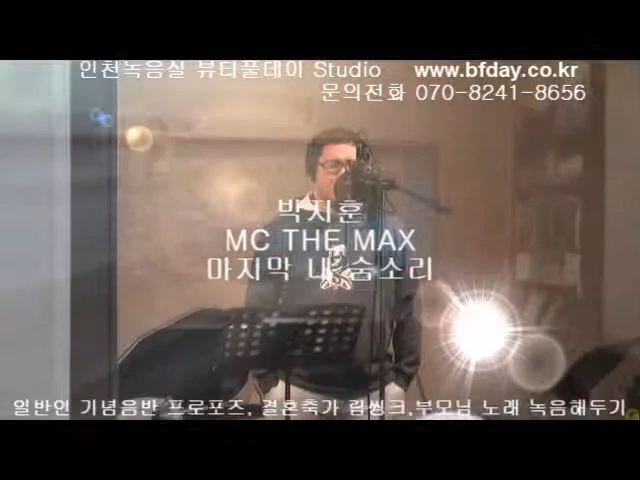 인천녹음실 뷰티풀데이 Studio www.bfday.co.kr
문의전화 070-8241-8656
박지훈
MC THE MAX
마지막 내 숨소리
일반인 기념음반 프로포즈, 결혼축가 립씽크,부모님 노래 녹음해두기